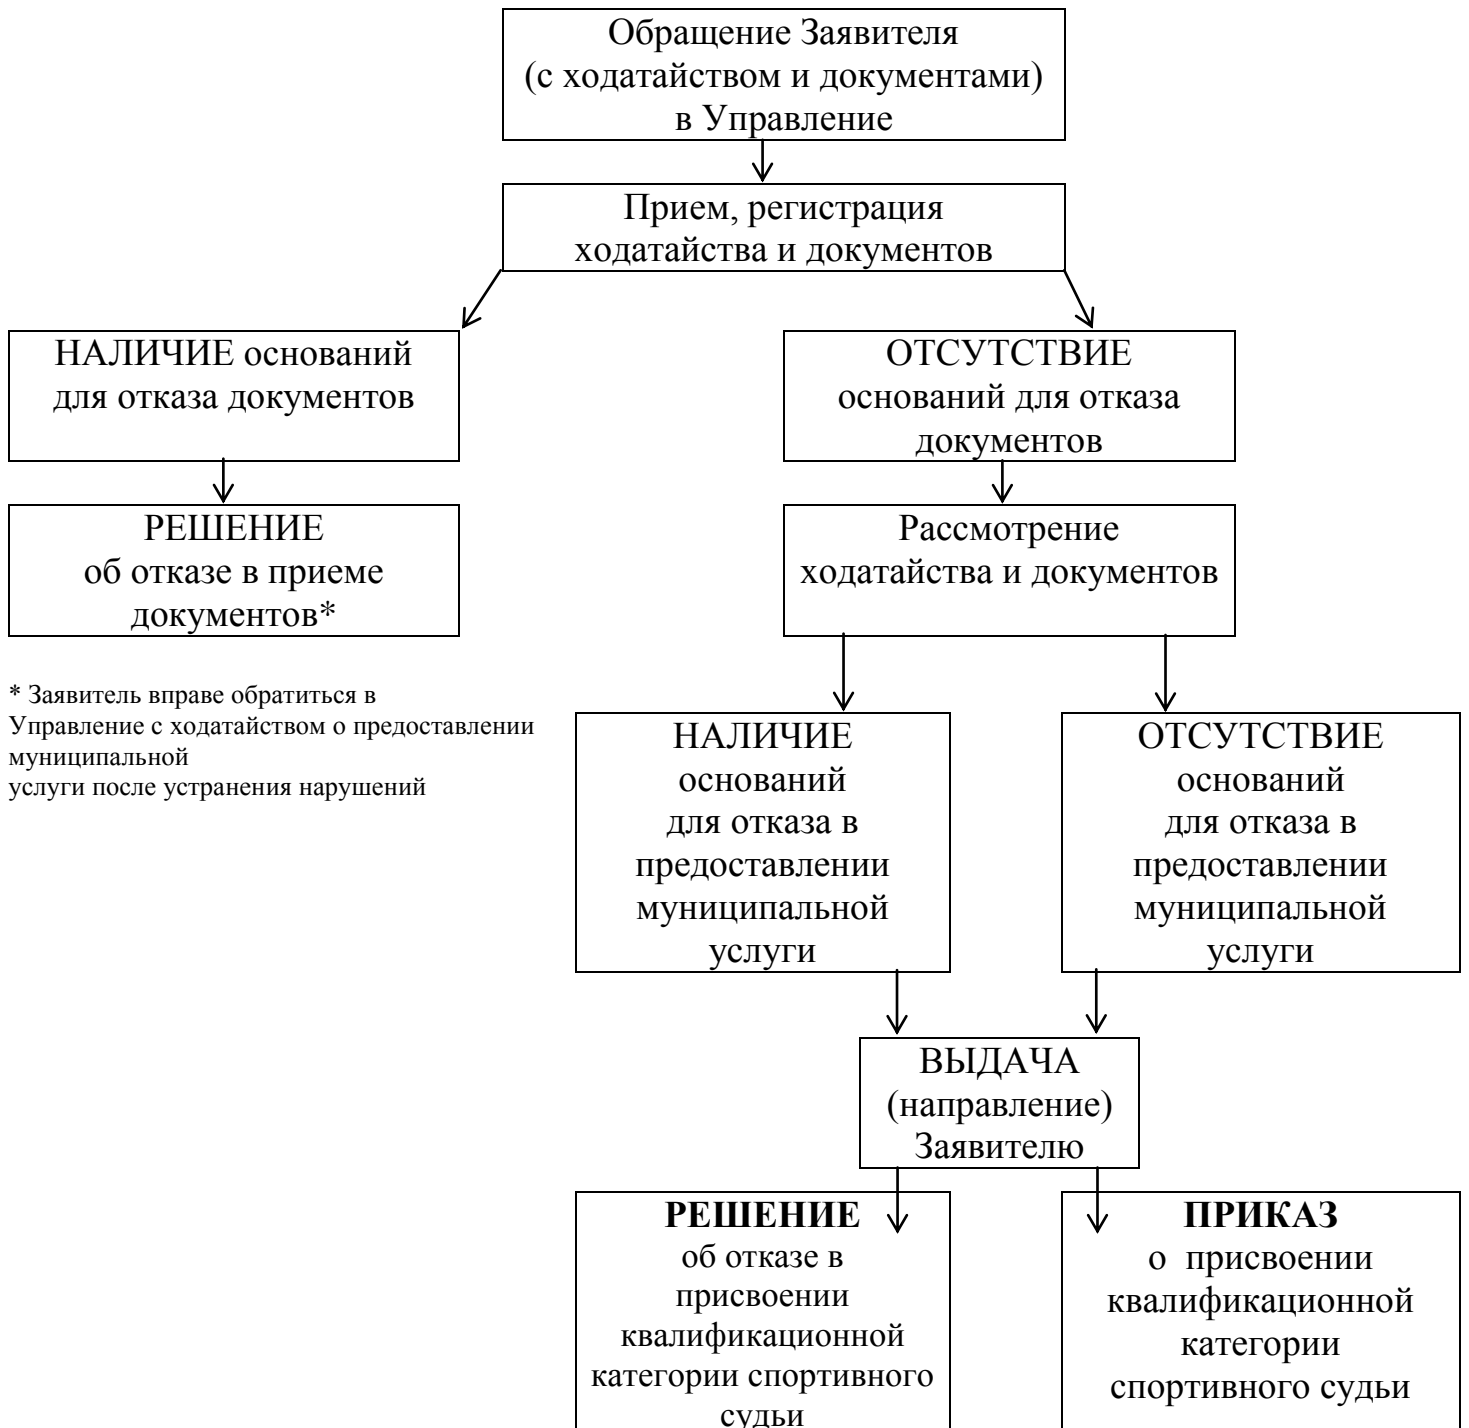 Обращение Заявителя
(с ходатайством и документами)
в Управление
Прием, регистрация
ходатайства и документов
НАЛИЧИЕ оснований
для отказа документов
ОТСУТСТВИЕ
оснований для отказа
документов
РЕШЕНИЕ
об отказе в приеме
документов*
Рассмотрение
ходатайства и документов
* Заявитель вправе обратиться в
Управление с ходатайством о предоставлении
муниципальной
услуги после устранения нарушений
НАЛИЧИЕ
оснований
для отказа в
предоставлении
муниципальной
услуги
ОТСУТСТВИЕ
оснований
для отказа в
предоставлении
муниципальной
услуги
ВЫДАЧА
(направление)
Заявителю
РЕШЕНИЕ
об отказе в
присвоении
квалификационной
категории спортивного
судьи
ПРИКАЗ
о  присвоении
квалификационной
категории
спортивного судьи